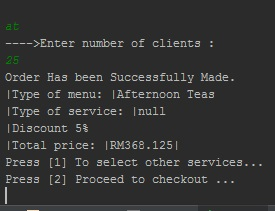 at
---->Enter number of clients :
25
Order Has been Successfully Made.
|Type of menu: |Afternoon Teas
|Type of service: |null
|Discount 5%
|Total price: |RM368.125|
Press [1] To select other services...
Press [2] Proceed to checkout ...